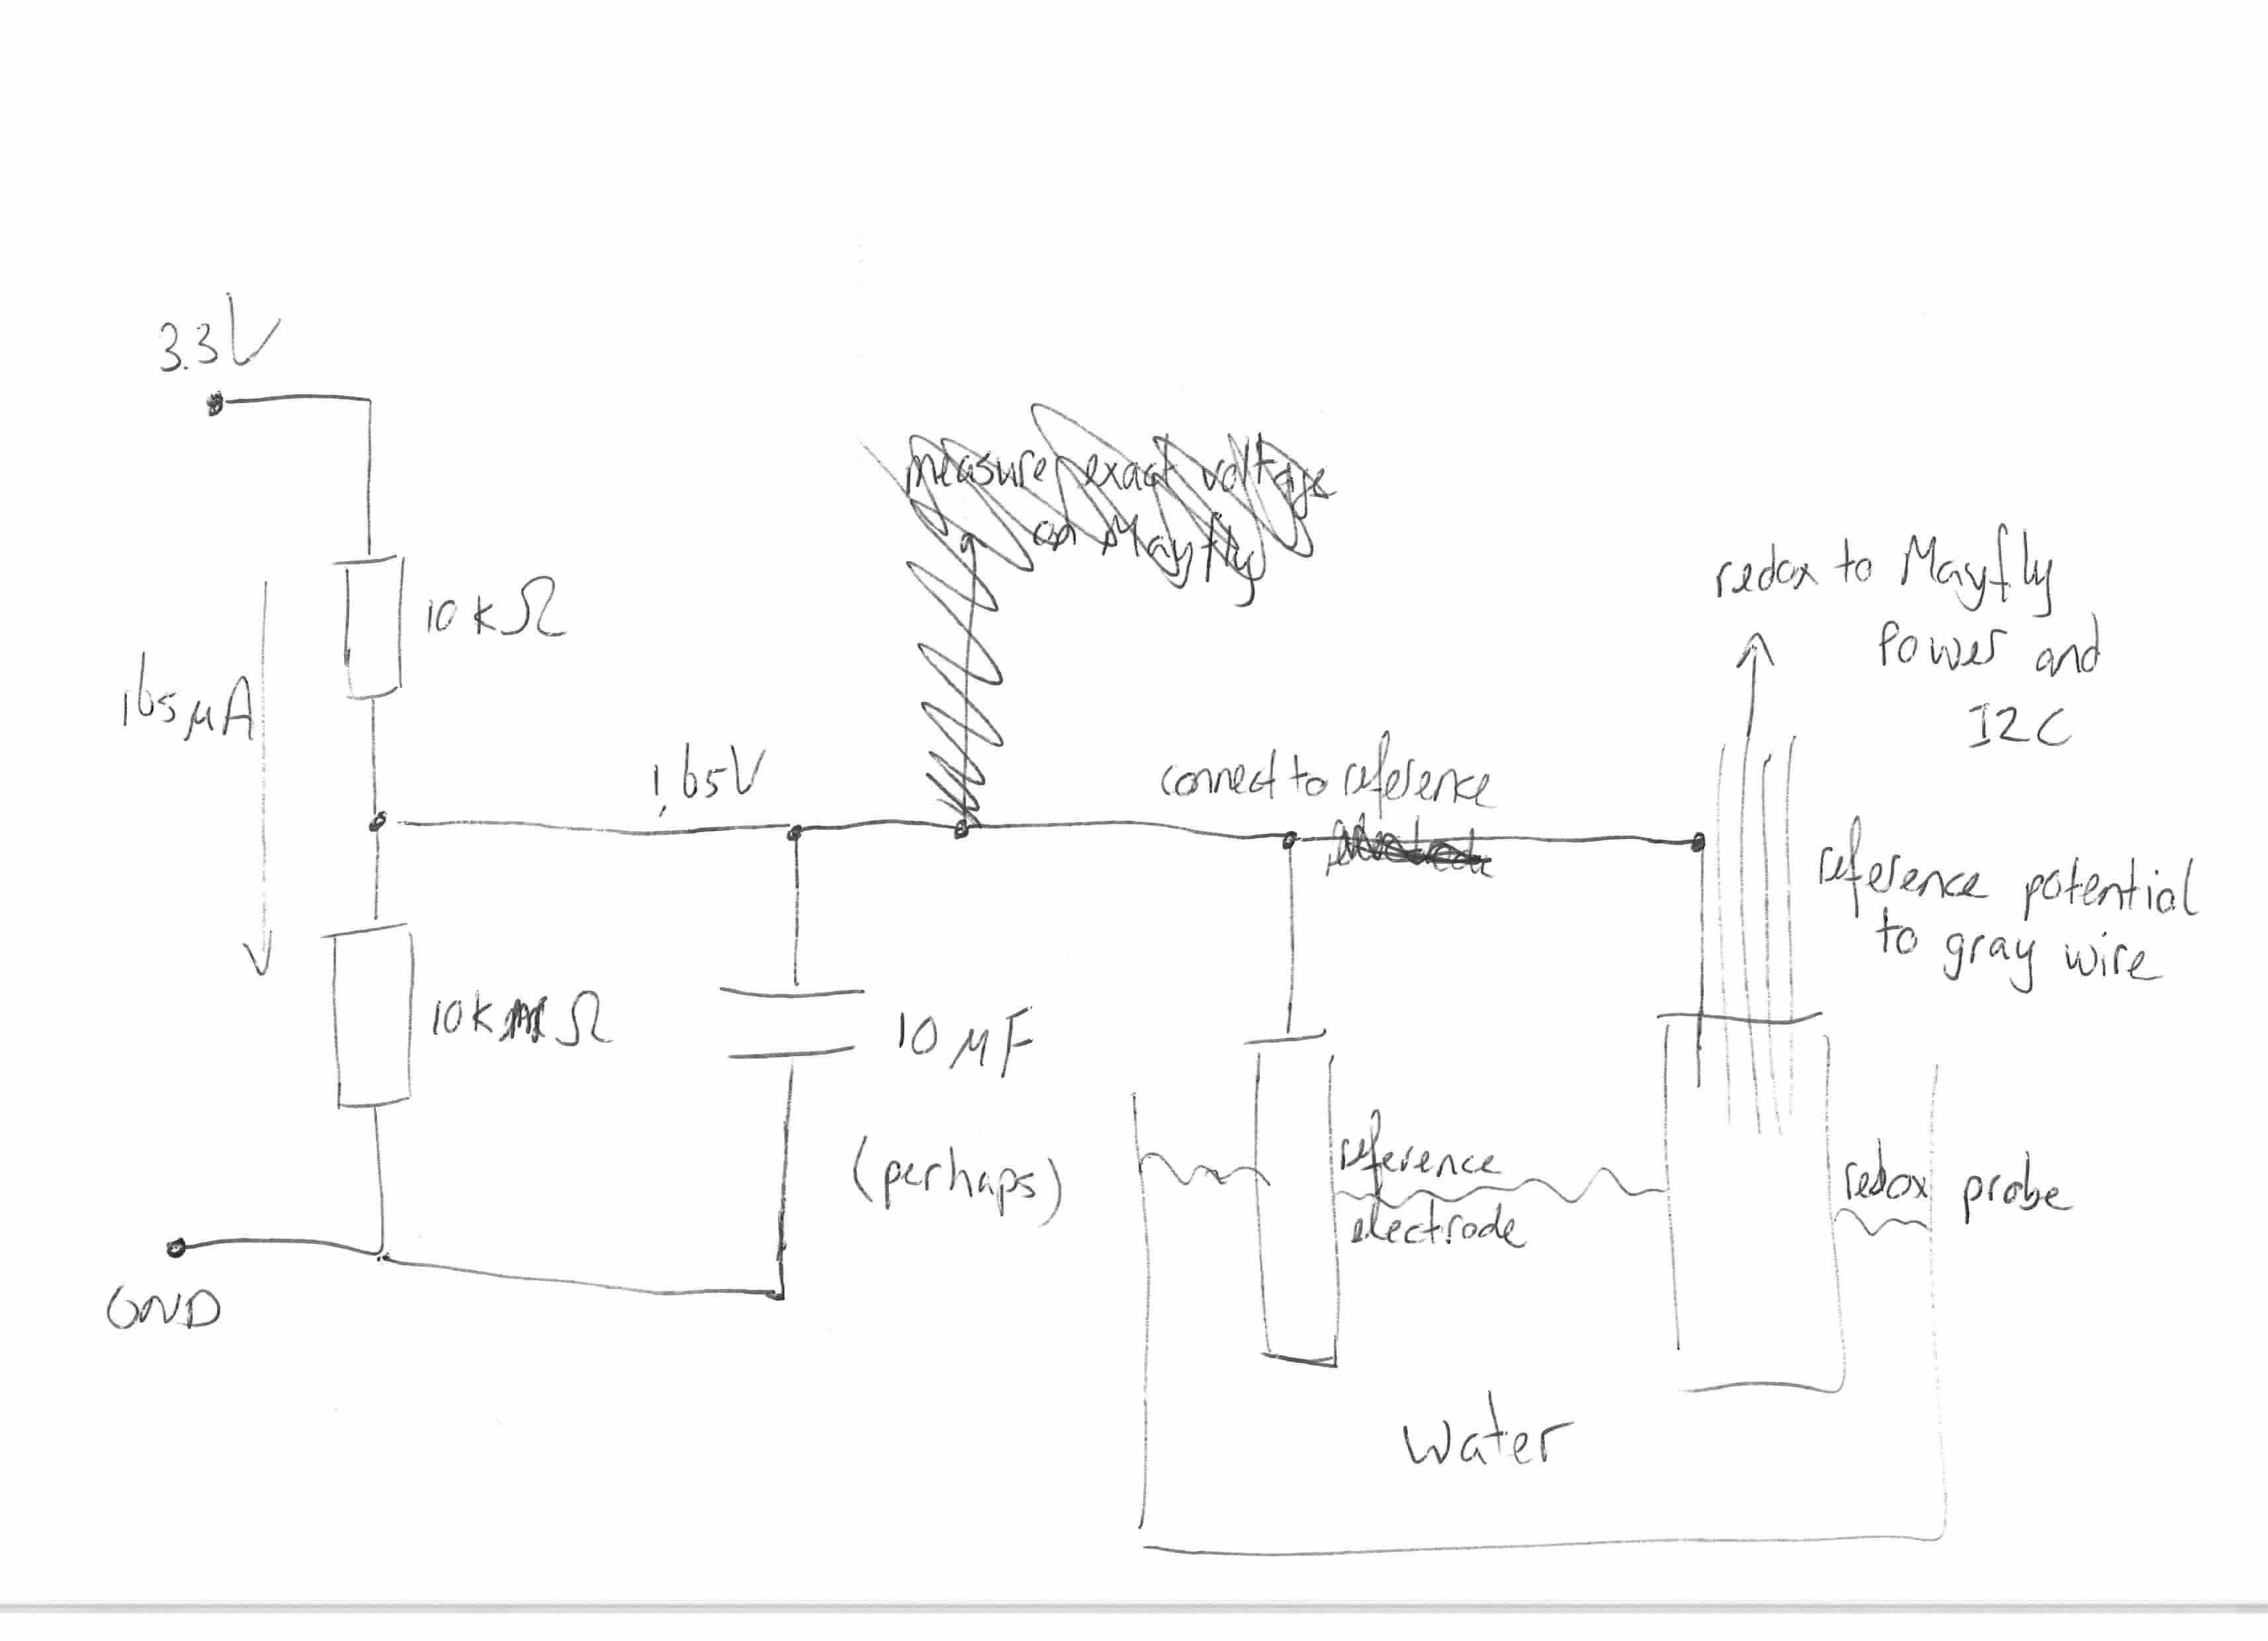 3.3V
10kΩ
165μA
1.65V
measure exact voltage
on Mayfly
connect to reference
redox to Mayfly
Power and
I2C
reference potential
to gray wire
10kΩ
10μF
(perhaps)
reference
electrode
redox probe
GND
Water